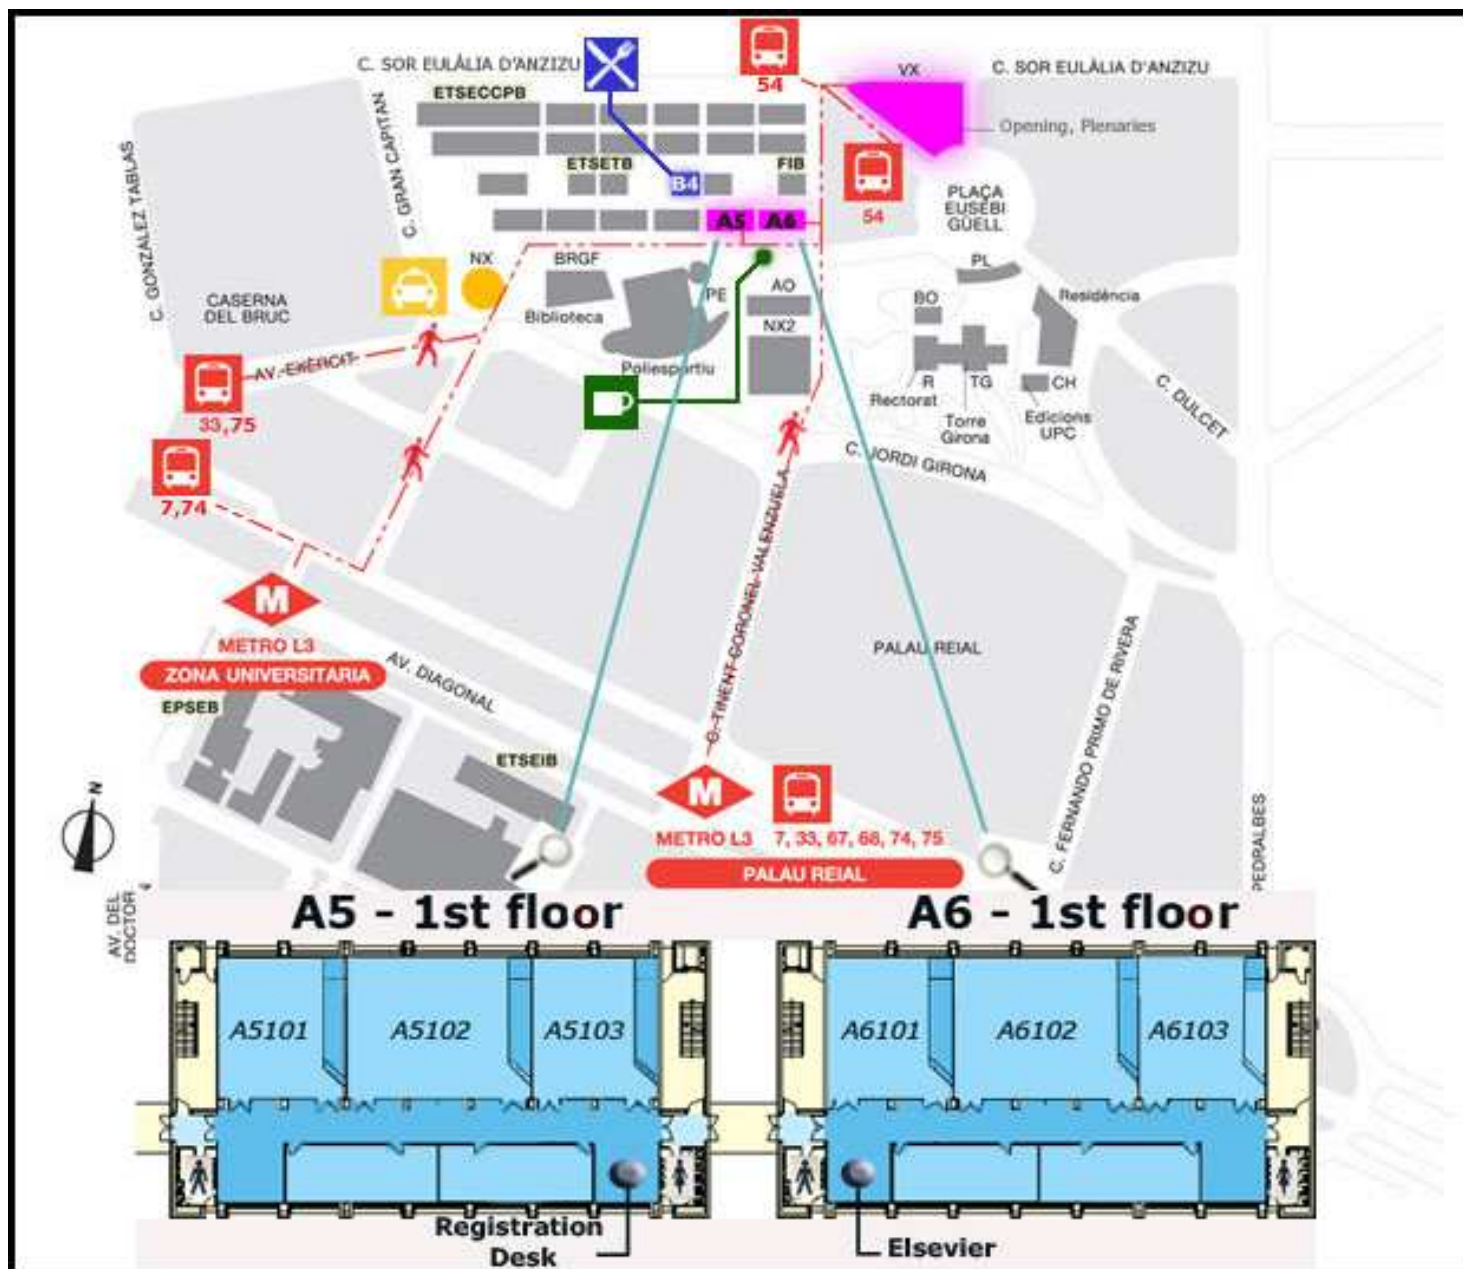 C. SOR EULÀLIA D'ANZIZU
54
VX
C. SOR EULÀLIA D'ANZIZU
ETSECCPB
Opening, Plenaries
C. GONZALEZ TABLAS
C. GRAN CAPITAN
ETSETB
FIB
B4
54
PLAÇA
EUSEBI
GÜELL
A5
A6
NX
BRGF
PE
AO
PL
Residència
CASERNA
DEL BRUC
Biblioteca
NX2
BO
AV. EXÈRCIT
Poliesportiu
R
TG
CH
Rectorat
Torre
Girona
Edicions
UPC
C. DULCET
33,75
7,74
C. JORDI GIRONA
C. TINENT CORONEL VALENZUELA
M
METRO L3
ZONA UNIVERSITARIA
AV. DIAGONAL
PALAU REIAL
C. FERNANDO PRIMO DE RIVERA
EPSEB
ETSEIB
N
M
METRO L3
7, 33, 67, 68, 74, 75
PALAU REIAL
PEDRALBES
AV. DEL
DOCTOR
A5 - 1st floor
A6 - 1st floor
A5101
A5102
A5103
A6101
A6102
A6103
Registration
Desk
Elsevier